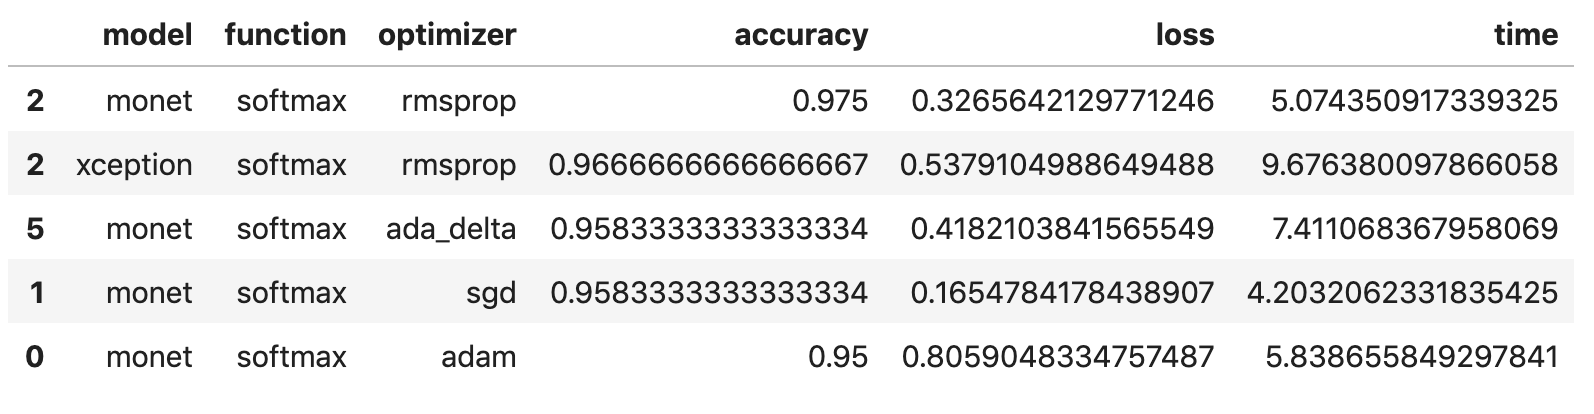 model function optimizer accuracy loss time
2 monet softmax rmsprop 0.975 0.3265642129771246 5.074350917339325
2 xception softmax rmsprop 0.9666666666666667 0.5379104988649488 9.676380097866058
5 monet softmax ada_delta 0.9583333333333334 0.4182103841565549 7.411068367958069
1 monet softmax sgd 0.9583333333333334 0.1654784178438907 4.2032062331835425
0 monet softmax adam 0.95 0.8059048334757487 5.838655849297841